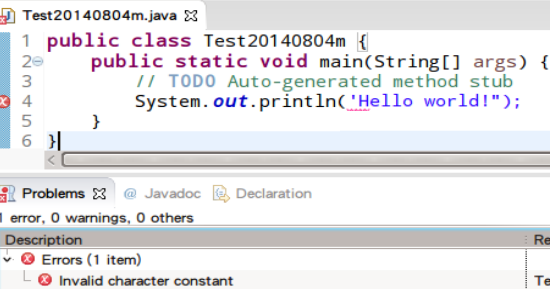 Test20140804m.java
1 public class Test20140804m {
2 public static void main(String[] args) {
3 // TODO Auto-generated method stub
4 System.out.println('Hello world!");
5 }
6 }
Problems @ Javadoc Declaration
1 error, 0 warnings, 0 others
Description Re
Errors (1 item)
Invalid character constant Te